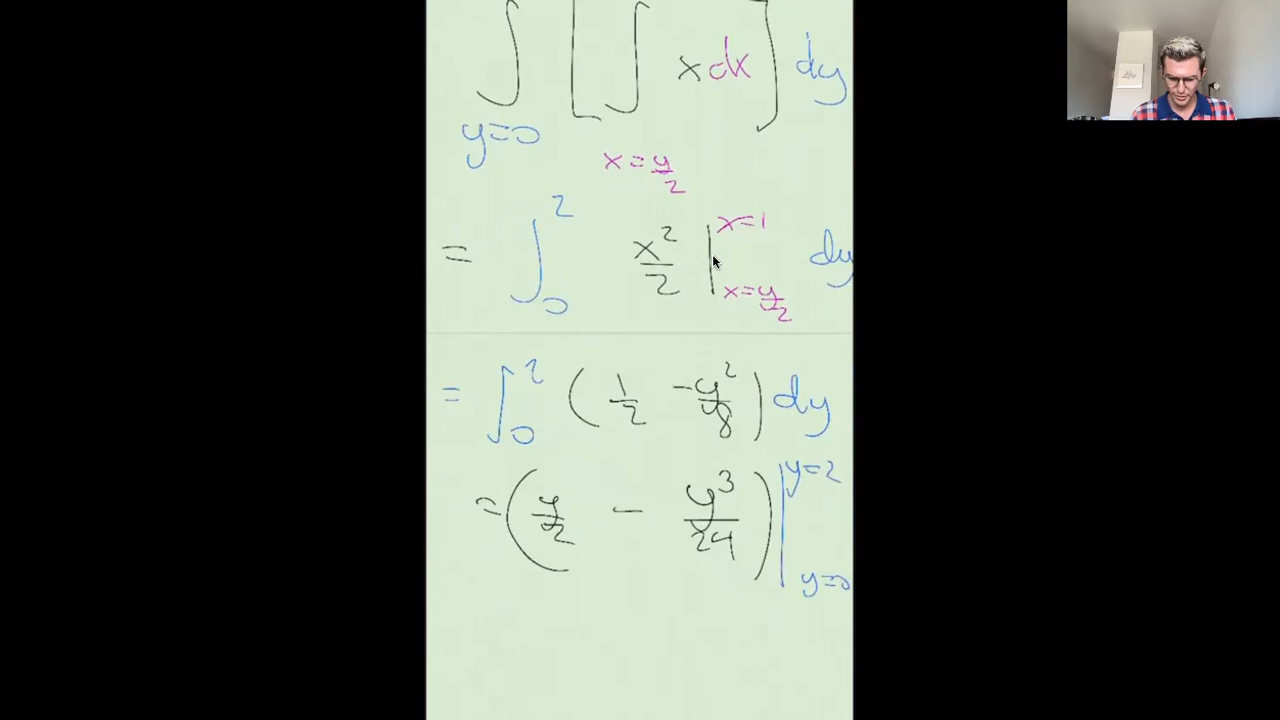 ∫ [ ∫ x dx ] dy
y=0
x = y/2
= ∫₀² x²/2 |_{x=y/2}^{x=1} dy
= ∫₀² ( 1/2 - y²/8 ) dy
= ( y/2 - y³/24 ) |_{y=0}^{y=2}